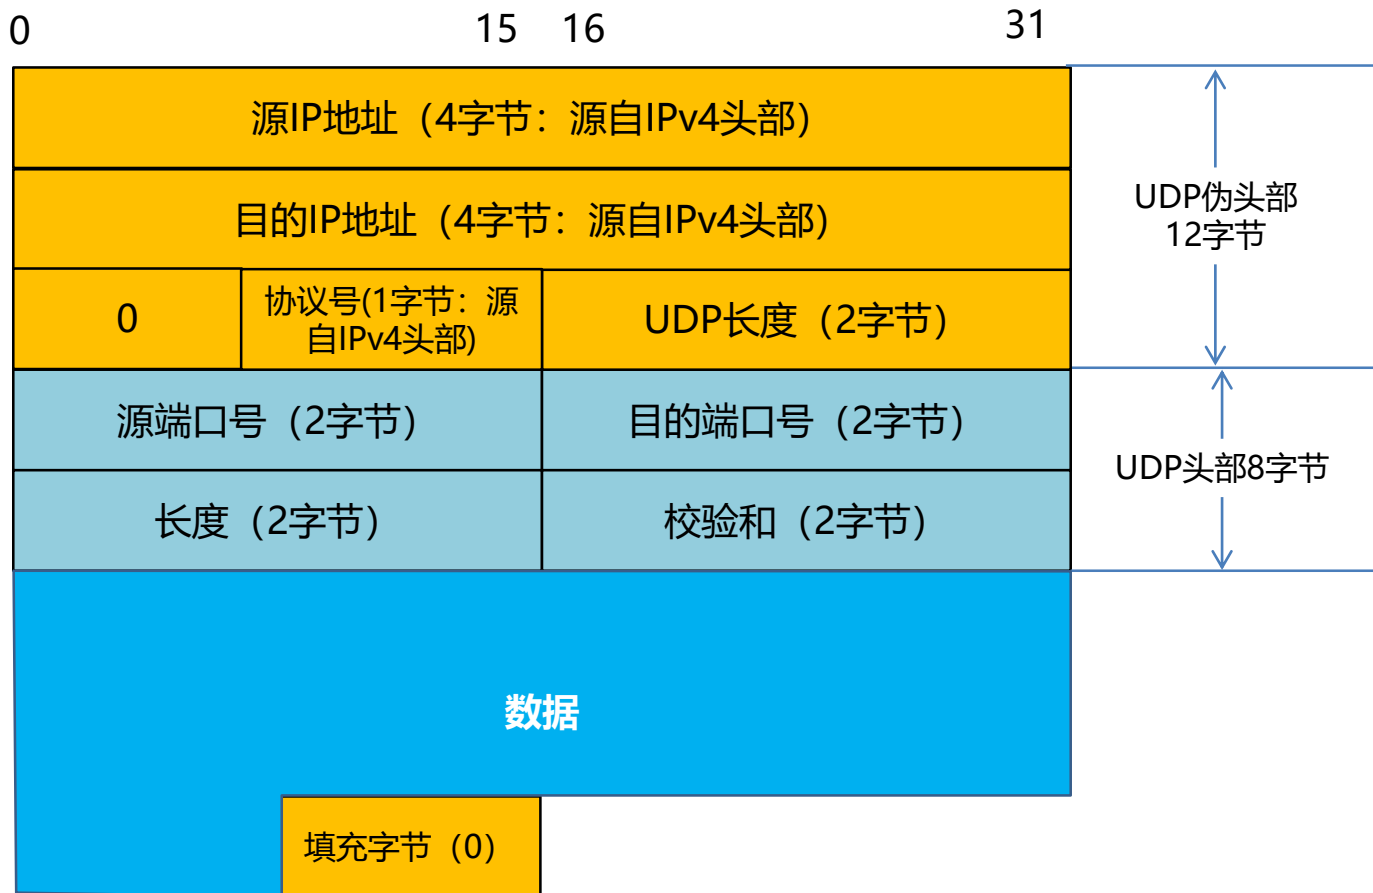 0 15 16 31
源IP地址（4字节：源自IPv4头部）
目的IP地址（4字节：源自IPv4头部）
UDP伪头部
12字节
0
协议号(1字节：源
自IPv4头部)
UDP长度（2字节）
源端口号（2字节）
目的端口号（2字节）
UDP头部8字节
长度（2字节）
校验和（2字节）
数据
填充字节（0）